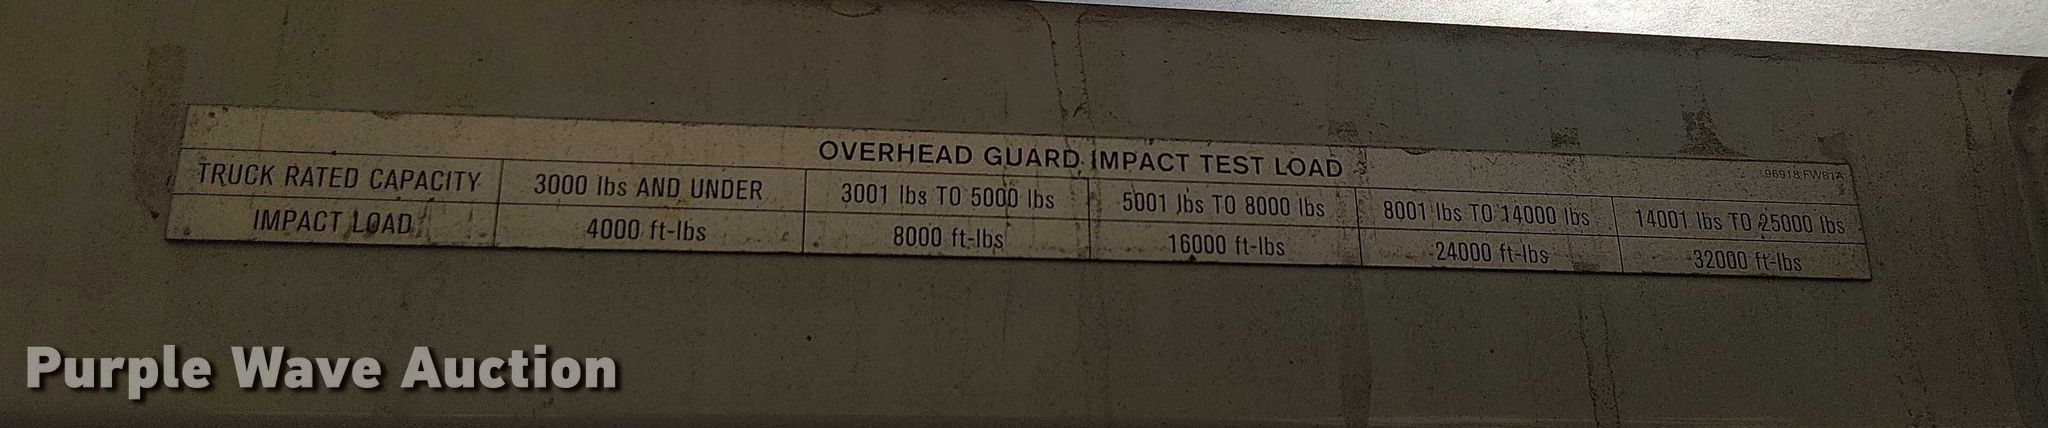 OVERHEAD GUARD IMPACT TEST LOAD
96918 FW81A
TRUCK RATED CAPACITY 3000 lbs AND UNDER 3001 lbs TO 5000 lbs 5001 lbs TO 8000 lbs 8001 lbs TO 14000 lbs 14001 lbs TO 25000 lbs
IMPACT LOAD 4000 ft-lbs 8000 ft-lbs 16000 ft-lbs 24000 ft-lbs 32000 ft-lbs
Purple Wave Auction